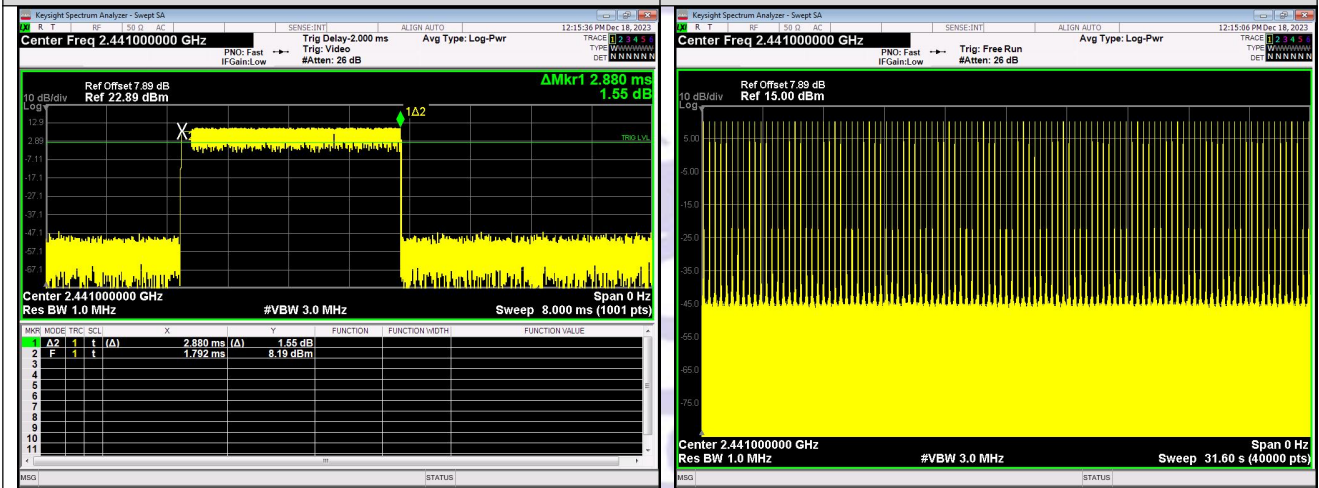 Keysight Spectrum Analyzer - Swept SA
R T RF 50 Ω AC SENSE:INT ALIGN AUTO 12:15:36 PM Dec 18, 2023
Center Freq 2.441000000 GHz
Trig Delay-2.000 ms Avg Type: Log-Pwr
TRACE 1 2 3 4 5 6
PNO: Fast Trig: Video
TYPE WWWWWW
IFGain:Low #Atten: 26 dB
DET N N N N N N
ΔMkr1 2.880 ms
1.55 dB
Ref Offset 7.89 dB
10 dB/div Ref 22.89 dBm
Log
1Δ2
12.9
TRIG LVL
2.89
-7.11
-17.1
-27.1
-37.1
-47.1
-57.1
-67.1
Center 2.441000000 GHz Span 0 Hz
Res BW 1.0 MHz #VBW 3.0 MHz Sweep 8.000 ms (1001 pts)
MKR MODE TRC SCL X Y FUNCTION FUNCTION WIDTH FUNCTION VALUE
1 Δ2 1 t (Δ) 2.880 ms (Δ) 1.55 dB
2 F 1 t 1.792 ms 8.19 dBm
3
4
5
6
7
8
9
10
11
MSG STATUS
Keysight Spectrum Analyzer - Swept SA
R T RF 50 Ω AC SENSE:INT ALIGN AUTO 12:15:06 PM Dec 18, 2023
Center Freq 2.441000000 GHz
Avg Type: Log-Pwr
TRACE 1 2 3 4 5 6
PNO: Fast Trig: Free Run
TYPE WWWWWW
IFGain:Low #Atten: 26 dB
DET N N N N N N
Ref Offset 7.89 dB
10 dB/div Ref 15.00 dBm
Log
5.00
-5.00
-15.0
-25.0
-35.0
-45.0
-55.0
-65.0
-75.0
Center 2.441000000 GHz Span 0 Hz
Res BW 1.0 MHz #VBW 3.0 MHz Sweep 31.60 s (40000 pts)
MSG STATUS